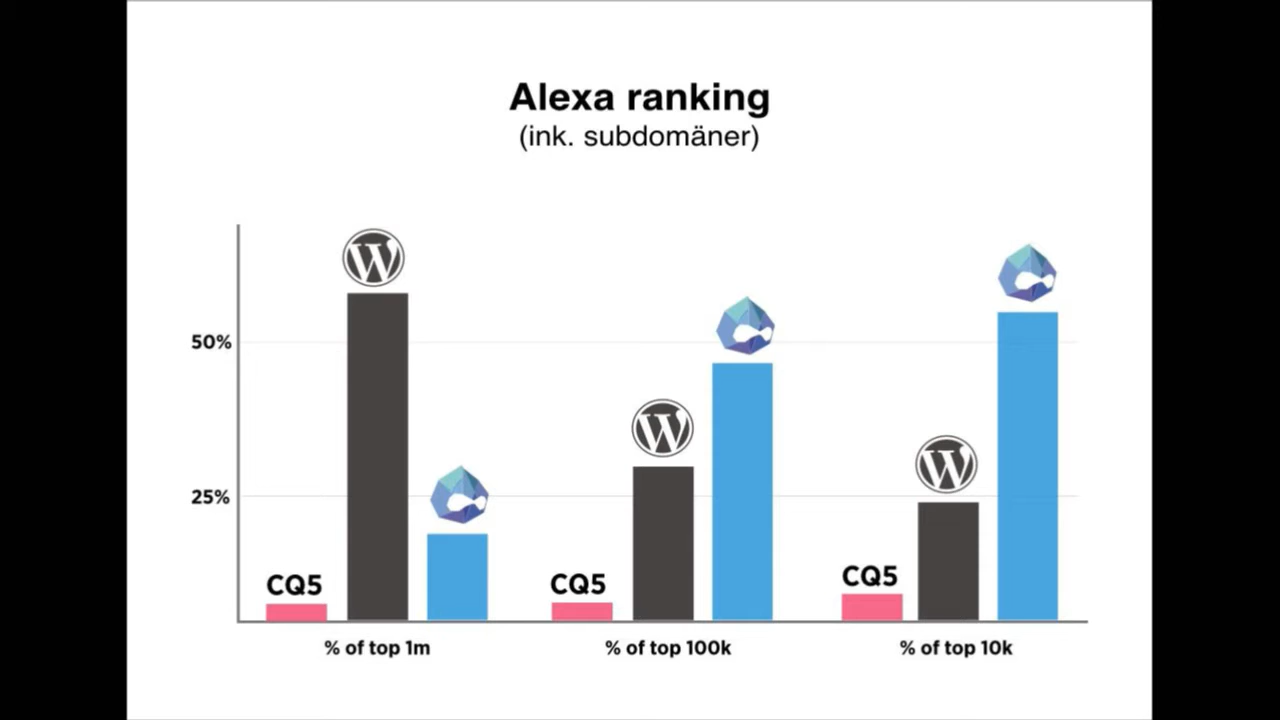 Alexa ranking
(ink. subdomäner)
50%
25%
CQ5
CQ5
CQ5
% of top 1m
% of top 100k
% of top 10k